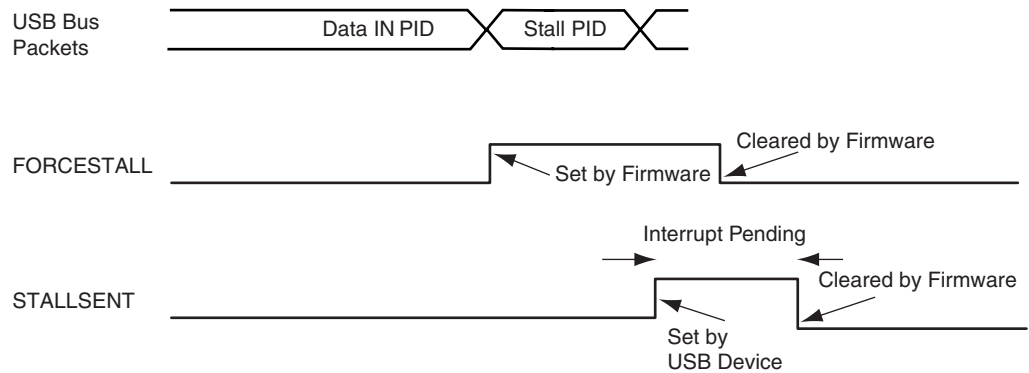 USB Bus
Packets
Data IN PID
Stall PID
FORCESTALL
Cleared by Firmware
Set by Firmware
Interrupt Pending
STALLSENT
Cleared by Firmware
Set by
USB Device